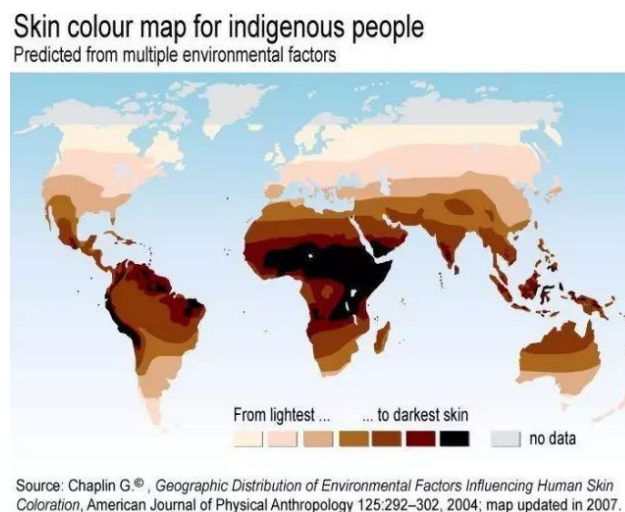 Skin colour map for indigenous people
Predicted from multiple environmental factors
From lightest ... ... to darkest skin
no data
Source: Chaplin G.© , Geographic Distribution of Environmental Factors Influencing Human Skin
Coloration, American Journal of Physical Anthropology 125:292–302, 2004; map updated in 2007.